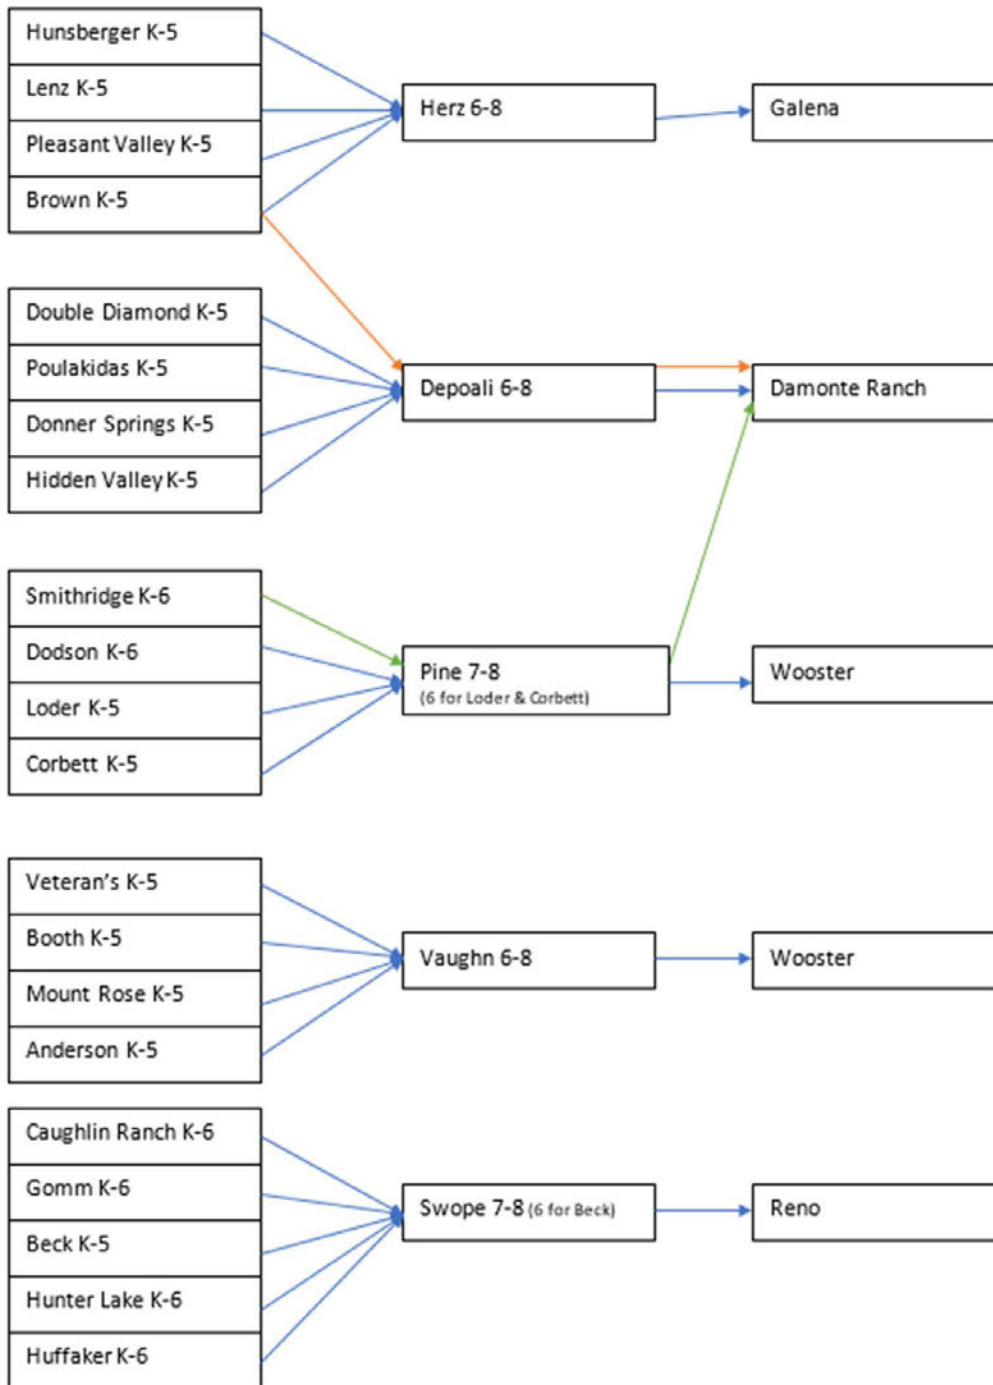 Hunsberger K-5
Lenz K-5
Pleasant Valley K-5
Brown K-5
Herz 6-8
Galena
Double Diamond K-5
Poulakidas K-5
Donner Springs K-5
Hidden Valley K-5
Depoali 6-8
Damonte Ranch
Smithridge K-6
Dodson K-6
Loder K-5
Corbett K-5
Pine 7-8
(6 for Loder & Corbett)
Wooster
Veteran's K-5
Booth K-5
Mount Rose K-5
Anderson K-5
Vaughn 6-8
Wooster
Caughlin Ranch K-6
Gomm K-6
Beck K-5
Hunter Lake K-6
Huffaker K-6
Swope 7-8 (6 for Beck)
Reno